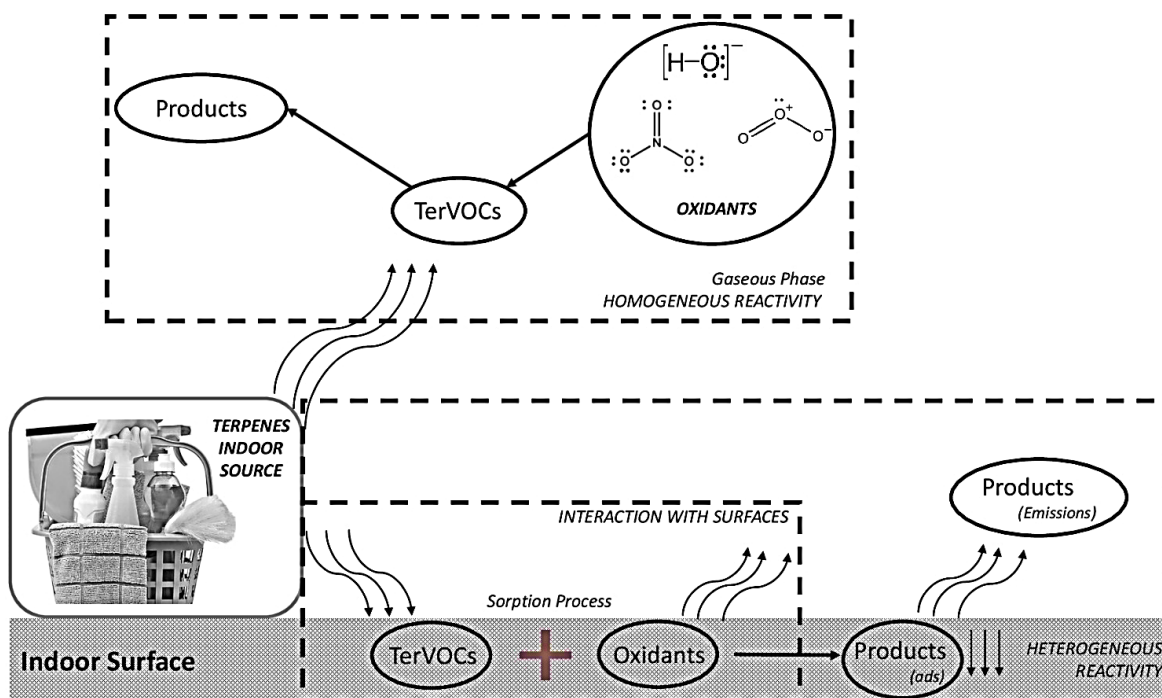 [H–O]⁻
Products
O
O⁺
N
O
O⁻
O
O
TerVOCs
OXIDANTS
Gaseous Phase
HOMOGENEOUS REACTIVITY
TERPENES
INDOOR
SOURCE
Products
(Emissions)
INTERACTION WITH SURFACES
Sorption Process
Indoor Surface
TerVOCs
+
Oxidants
Products
(ads)
HETEROGENEOUS
REACTIVITY